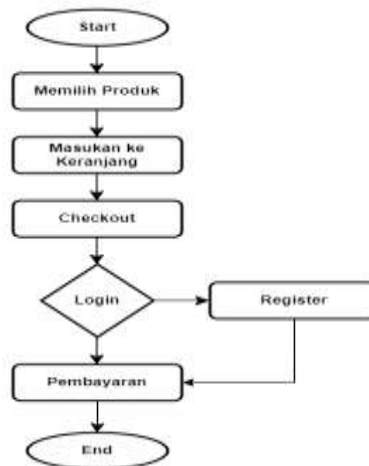 Start
Memilih Produk
Masukan ke
Keranjang
Checkout
Login
Register
Pembayaran
End